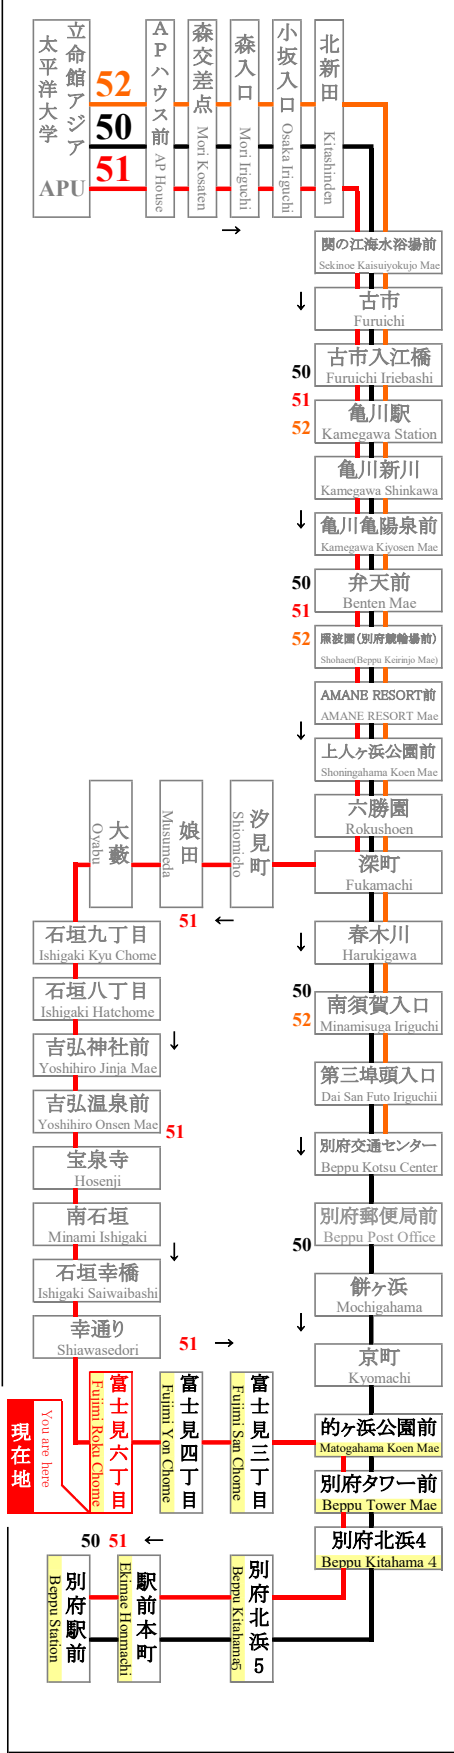 立命館アジア
太平洋大学
APU
52
50
51
APハウス前
AP House
森交差点
Mori Kosaten
森入口
Mori Iriguchi
小坂入口
Osaka Iriguchi
北新田
Kitashinden
→
関の江海水浴場前
Sekinoe Kaisuiyokujo Mae
↓
古市
Furuichi
古市入江橋
Furuichi Iriebashi
50
51
52
亀川駅
Kamegawa Station
亀川新川
Kamegawa Shinkawa
↓
亀川亀陽泉前
Kamegawa Kiyosen Mae
弁天前
Benten Mae
50
51
52
照波園(別府競輪場前)
Shohaen(Beppu Keirinjo Mae)
AMANE RESORT前
AMANE RESORT Mae
↓
上人ヶ浜公園前
Shoningahama Koen Mae
六勝園
Rokushoen
深町
Fukamachi
汐見町
Shiomicho
娘田
Musumeda
大藪
Oyabu
51 ←
石垣九丁目
Ishigaki Kyu Chome
石垣八丁目
Ishigaki Hatchome
吉弘神社前
Yoshihiro Jinja Mae
↓
吉弘温泉前
Yoshihiro Onsen Mae
51
宝泉寺
Hosenji
南石垣
Minami Ishigaki
↓
石垣幸橋
Ishigaki Saiwaibashi
幸通り
Shiawasedori
51 →
春木川
Harukigawa
↓
50
52
南須賀入口
Minamisuga Iriguchi
第三埠頭入口
Dai San Futo Iriguchii
↓
別府交通センター
Beppu Kotsu Center
別府郵便局前
Beppu Post Office
50
餅ヶ浜
Mochigahama
↓
京町
Kyomachi
現在地
You are here
富士見六丁目
Fujimi Roku Chome
富士見四丁目
Fujimi Yon Chome
富士見三丁目
Fujimi San Chome
的ヶ浜公園前
Matogahama Koen Mae
別府タワー前
Beppu Tower Mae
別府北浜4
Beppu Kitahama 4
50 51 ←
別府北浜5
Beppu Kitahama5
駅前本町
Ekimae Honmachi
別府駅前
Beppu Station